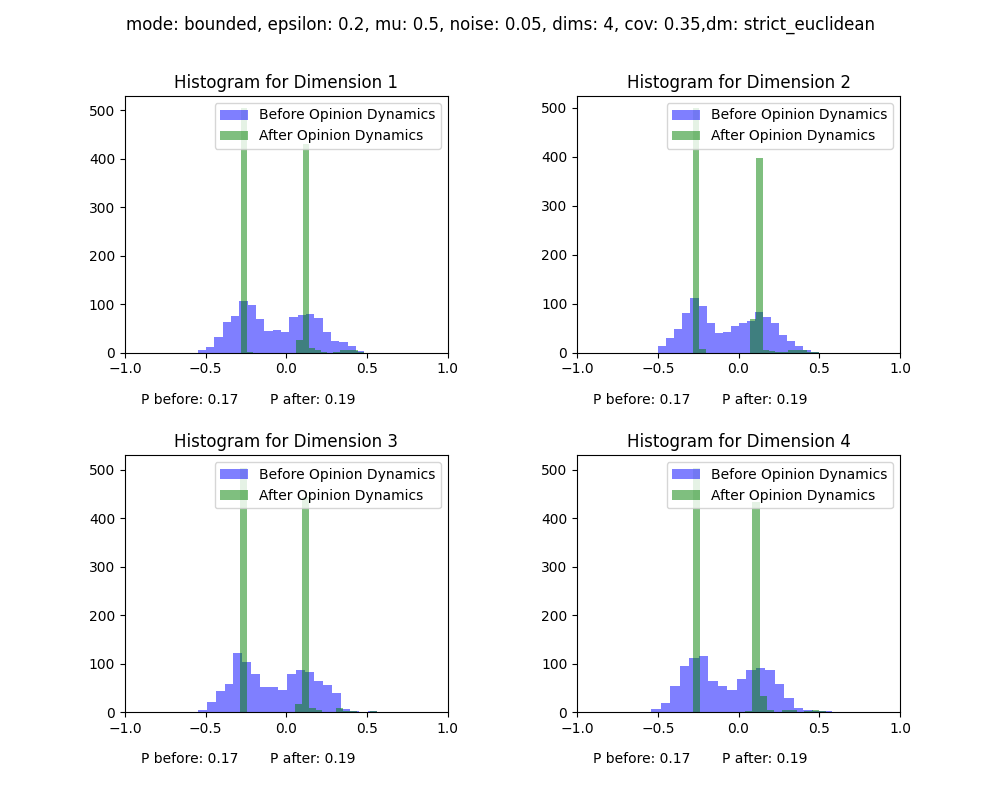 mode: bounded, epsilon: 0.2, mu: 0.5, noise: 0.05, dims: 4, cov: 0.35,dm: strict_euclidean
Histogram for Dimension 1
Before Opinion Dynamics
After Opinion Dynamics
500
400
300
200
100
0
−1.0 −0.5 0.0 0.5 1.0
P before: 0.17 P after: 0.19
Histogram for Dimension 2
Before Opinion Dynamics
After Opinion Dynamics
500
400
300
200
100
0
−1.0 −0.5 0.0 0.5 1.0
P before: 0.17 P after: 0.19
Histogram for Dimension 3
Before Opinion Dynamics
After Opinion Dynamics
500
400
300
200
100
0
−1.0 −0.5 0.0 0.5 1.0
P before: 0.17 P after: 0.19
Histogram for Dimension 4
Before Opinion Dynamics
After Opinion Dynamics
500
400
300
200
100
0
−1.0 −0.5 0.0 0.5 1.0
P before: 0.17 P after: 0.19